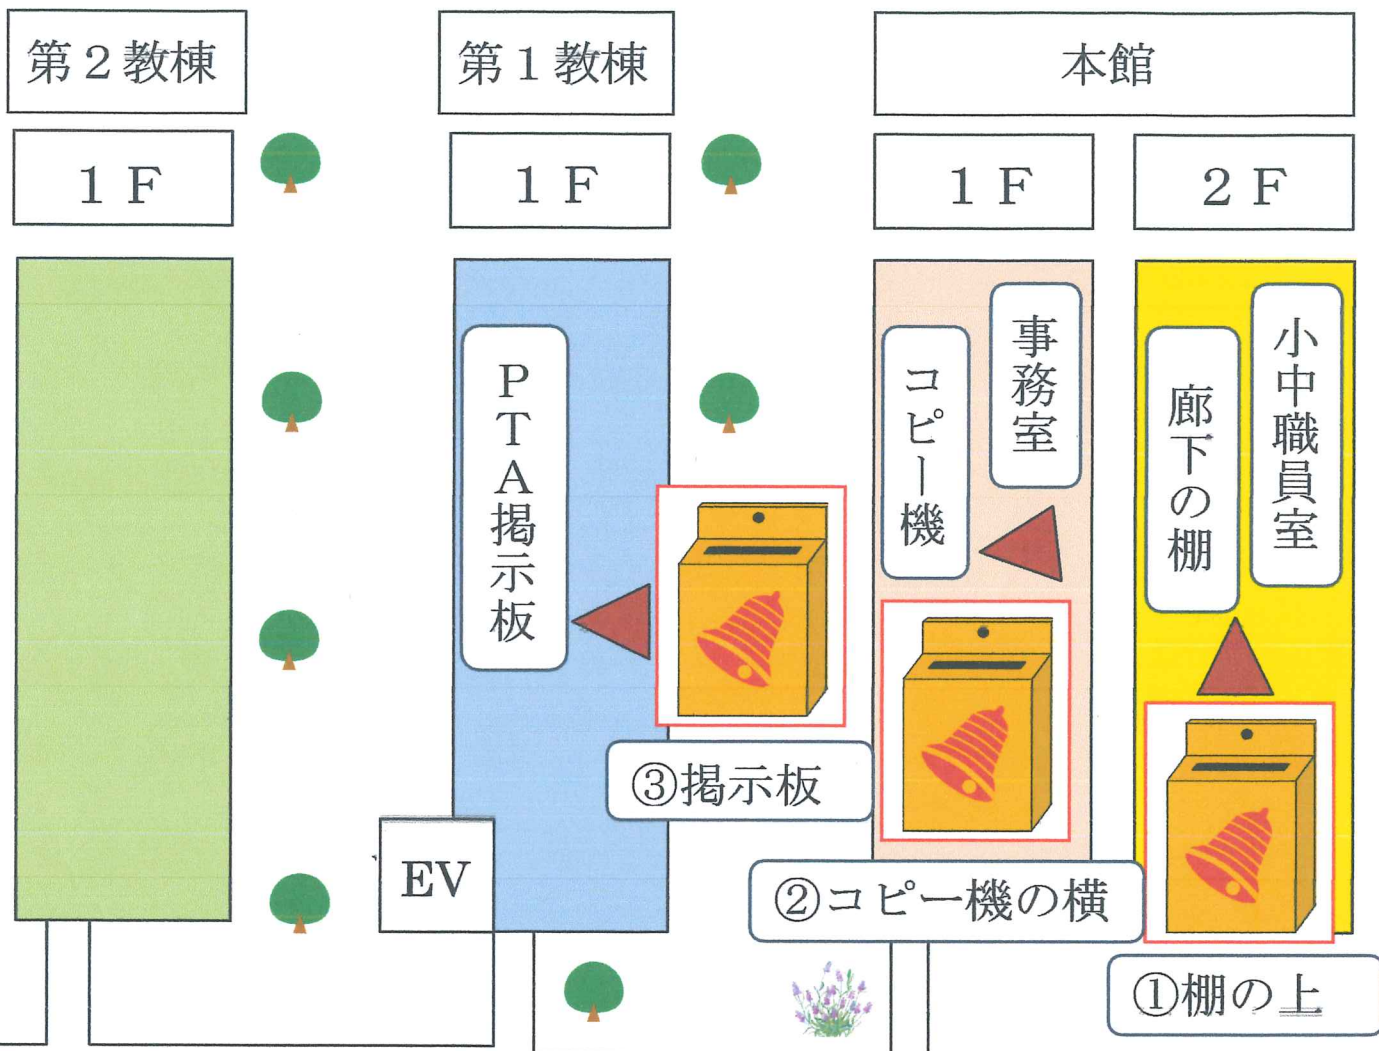 第２教棟
第１教棟
本館
１Ｆ
１Ｆ
１Ｆ
２Ｆ
ＰＴＡ掲示板
コピー機
事務室
廊下の棚
小中職員室
③掲示板
EV
②コピー機の横
①棚の上